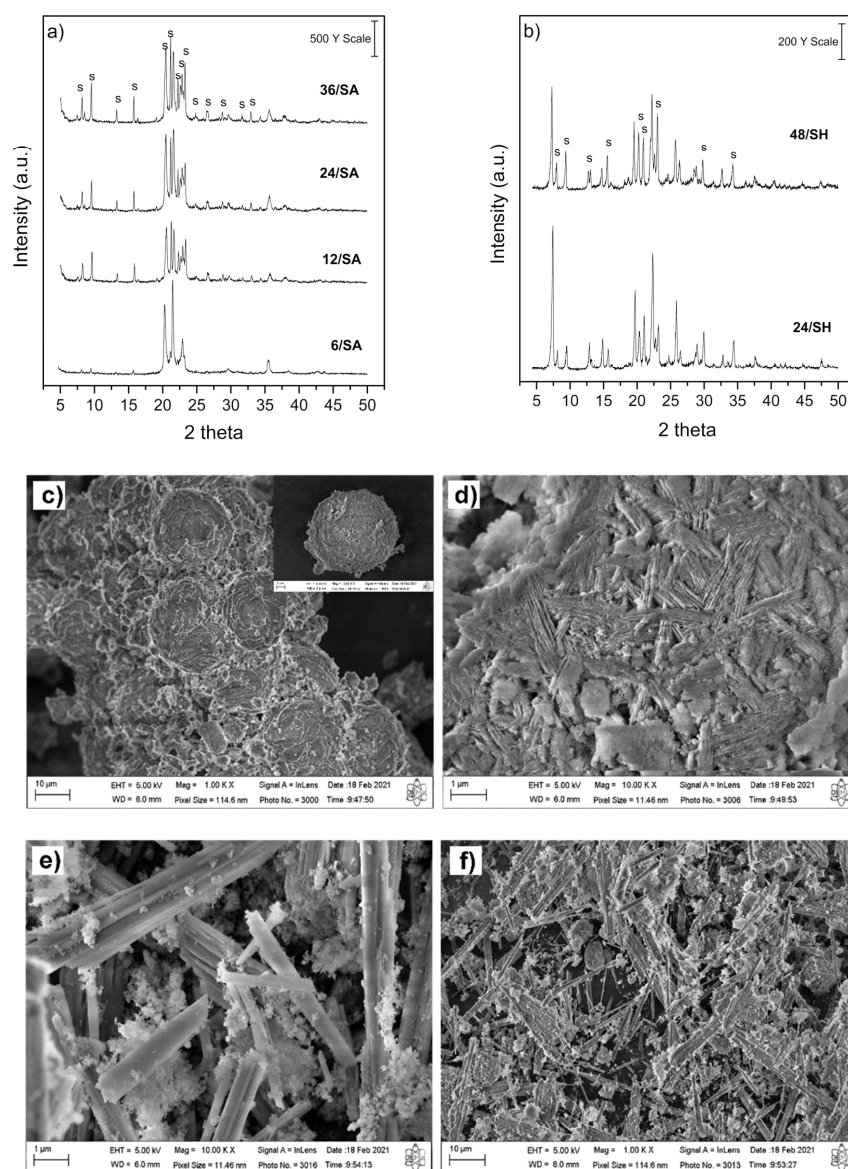 a)
500 Y Scale
S S S S S S S S S S S S S S
36/SA
24/SA
12/SA
6/SA
Intensity (a.u.)
5 10 15 20 25 30 35 40 45 50
2 theta
b)
200 Y Scale
S S S S S S S S S
48/SH
24/SH
Intensity (a.u.)
5 10 15 20 25 30 35 40 45 50
2 theta
c)
10 µm
EHT = 5.00 kV Mag = 1.00 K X Signal A = InLens Date :18 Feb 2021
WD = 6.0 mm Pixel Size = 114.6 nm Photo No. = 3000 Time :9:47:50
d)
1 µm
EHT = 5.00 kV Mag = 10.00 K X Signal A = InLens Date :18 Feb 2021
WD = 6.0 mm Pixel Size = 11.46 nm Photo No. = 3006 Time :9:49:53
e)
1 µm
EHT = 5.00 kV Mag = 10.00 K X Signal A = InLens Date :18 Feb 2021
WD = 6.0 mm Pixel Size = 11.46 nm Photo No. = 3016 Time :9:54:13
f)
10 µm
EHT = 5.00 kV Mag = 1.00 K X Signal A = InLens Date :18 Feb 2021
WD = 6.0 mm Pixel Size = 114.6 nm Photo No. = 3013 Time :9:53:27